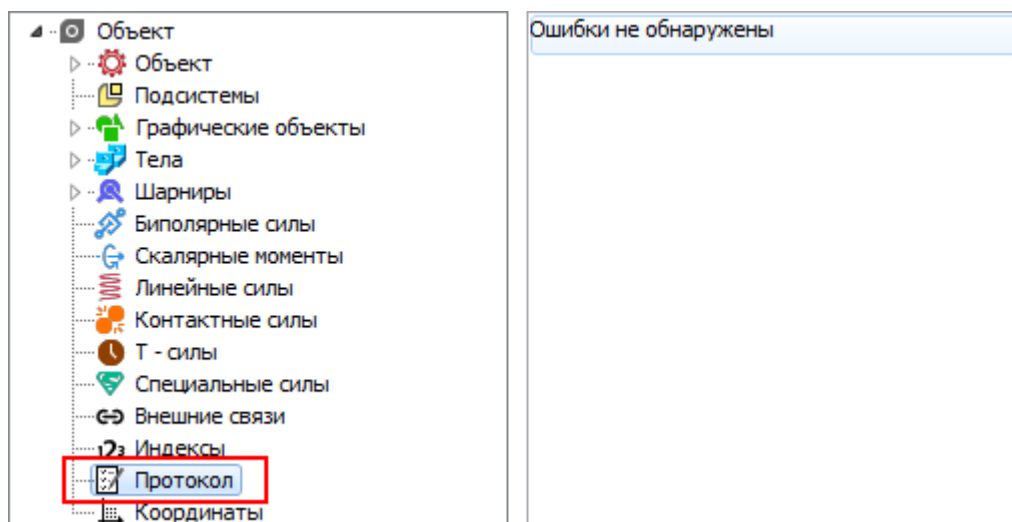 Объект
Объект
Подсистемы
Графические объекты
Тела
Шарниры
Биполярные силы
Скалярные моменты
Линейные силы
Контактные силы
Т - силы
Специальные силы
Внешние связи
123 Индексы
Протокол
Координаты
Ошибки не обнаружены